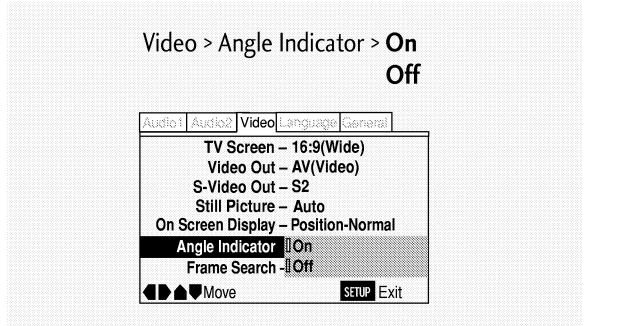 Video > Angle Indicator > On
Off
Audio1 Audio2 Video Language General
TV Screen – 16:9(Wide)
Video Out – AV(Video)
S-Video Out – S2
Still Picture – Auto
On Screen Display – Position-Normal
Angle Indicator On
Frame Search - Off
Move SETUP Exit